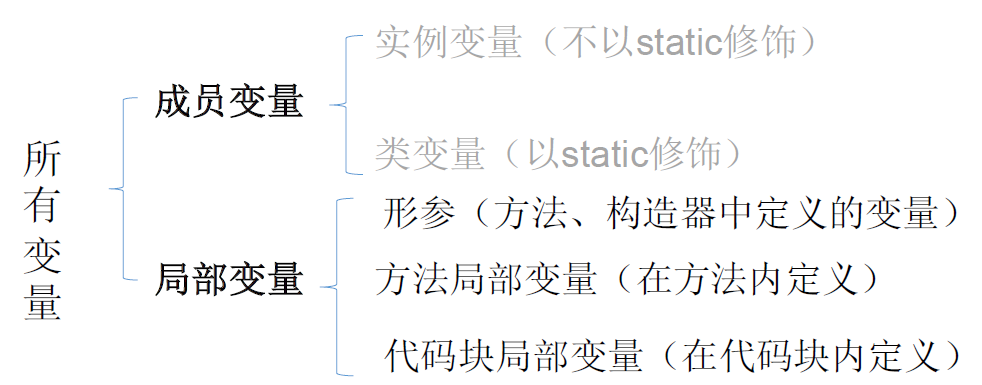 所有变量
成员变量
实例变量（不以static修饰）
类变量（以static修饰）
局部变量
形参（方法、构造器中定义的变量）
方法局部变量（在方法内定义）
代码块局部变量（在代码块内定义）